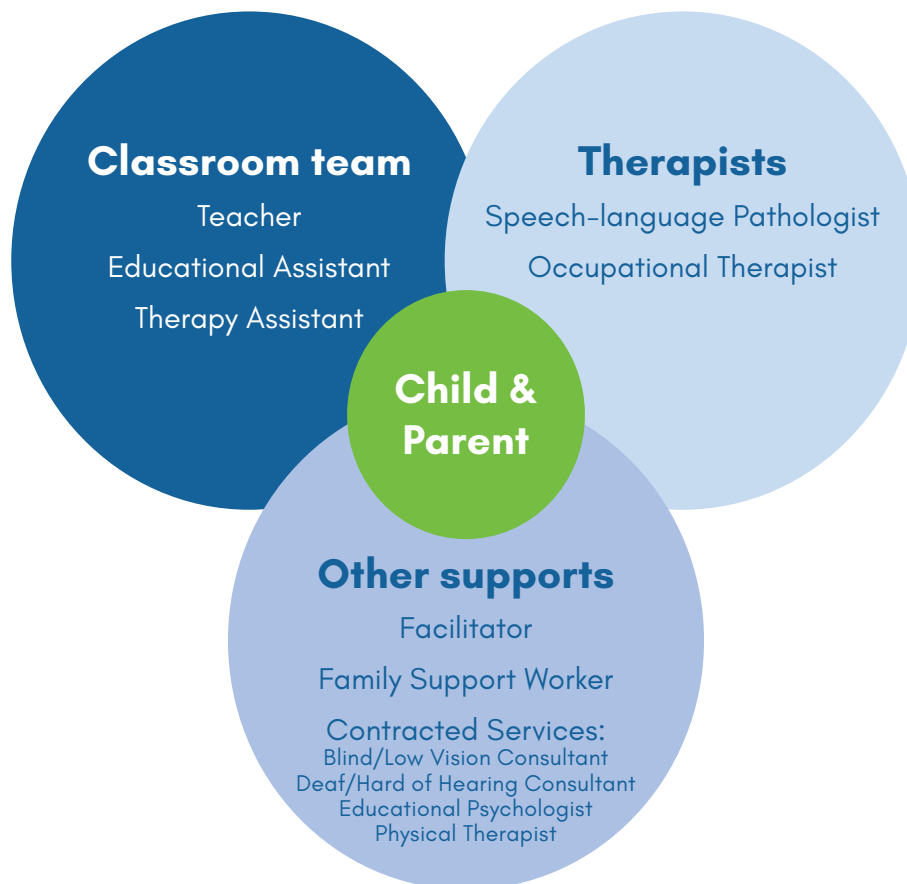 Classroom team
Teacher
Educational Assistant
Therapy Assistant
Therapists
Speech-language Pathologist
Occupational Therapist
Child &
Parent
Other supports
Facilitator
Family Support Worker
Contracted Services:
Blind/Low Vision Consultant
Deaf/Hard of Hearing Consultant
Educational Psychologist
Physical Therapist